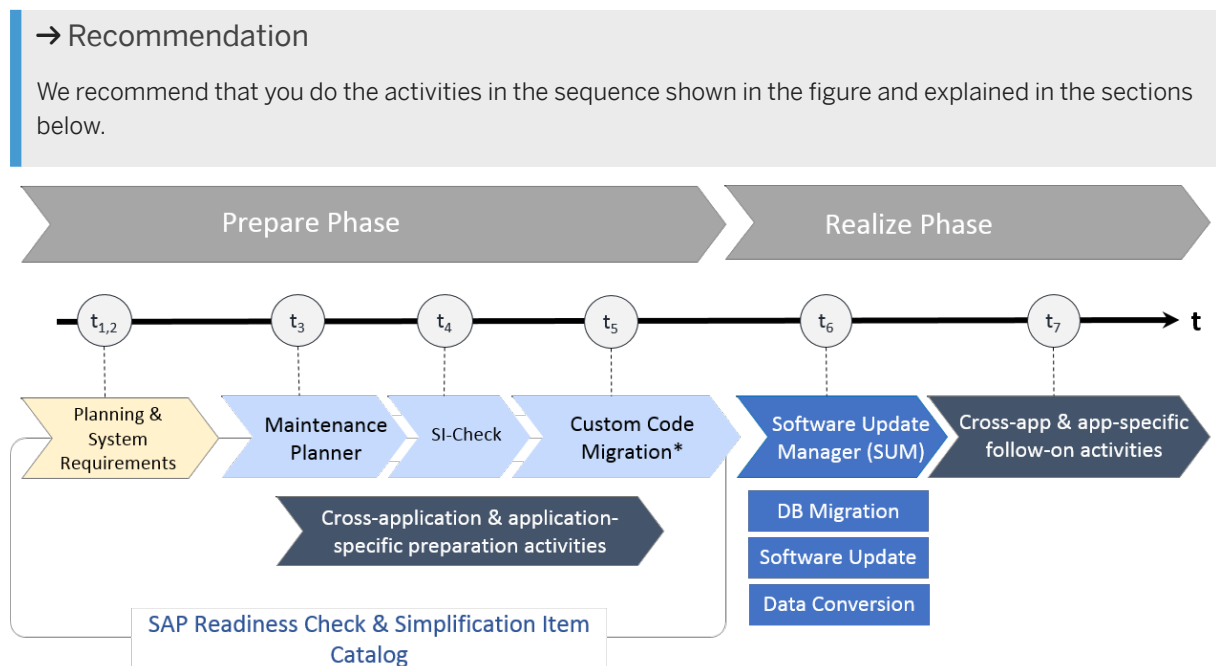 → Recommendation
We recommend that you do the activities in the sequence shown in the figure and explained in the sections
below.
Prepare Phase
Realize Phase
t1,2
t3
t4
t5
t6
t7
t
Planning &
System
Requirements
Maintenance
Planner
SI-Check
Custom Code
Migration*
Software Update
Manager (SUM)
Cross-app & app-specific
follow-on activities
Cross-application & application-
specific preparation activities
DB Migration
Software Update
Data Conversion
SAP Readiness Check & Simplification Item
Catalog